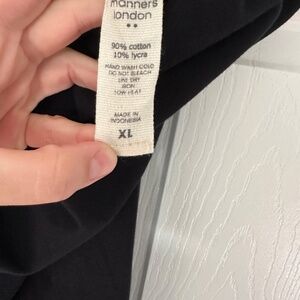 manners
london
90% cotton
10% lycra
HAND WASH COLD
DO NOT BLEACH
LINE DRY
IRON
LOW HEAT
MADE IN
INDONESIA
1X